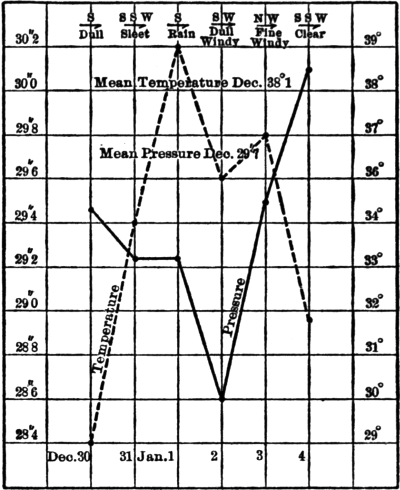 S S S W S S W N W S S W
Dull Sleet Rain Dull Fine Clear
Windy Windy
30"2 39°
Mean Temperature Dec. 38°1
30"0 38°
29"8 37°
Mean Pressure Dec. 29"7
29"6 36°
29"4 34°
29"2 33°
Temperature
Pressure
29"0 32°
28"8 31°
28"6 30°
28"4 29°
Dec.30 31 Jan.1 2 3 4